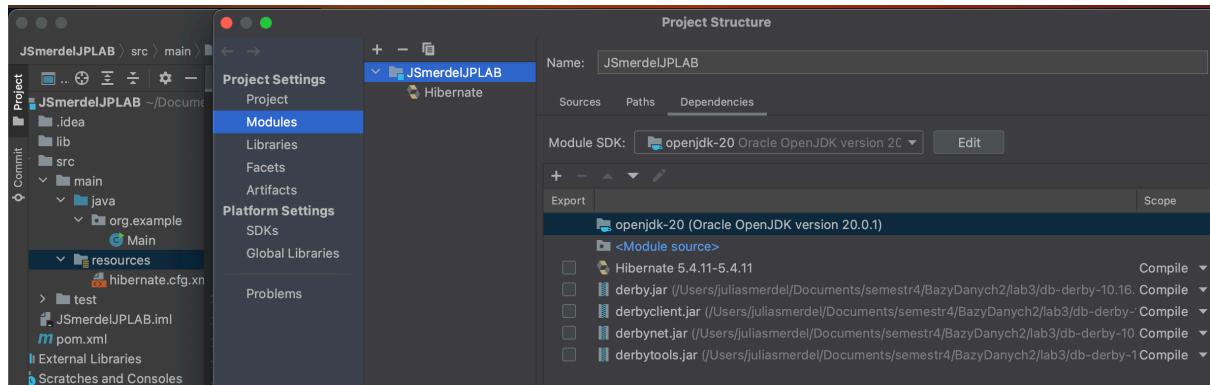 Project Structure
JSmerdelJPLAB 〉 src 〉 main 〉
Project
Commit
JSmerdelJPLAB ~/Docume
.idea
lib
src
main
java
org.example
Main
resources
hibernate.cfg.xm
test
JSmerdelJPLAB.iml
pom.xml
External Libraries
Scratches and Consoles
Project Settings
Project
Modules
Libraries
Facets
Artifacts
Platform Settings
SDKs
Global Libraries
Problems
JSmerdelJPLAB
Hibernate
Name: JSmerdelJPLAB
Sources Paths Dependencies
Module SDK: openjdk-20 Oracle OpenJDK version 20 Edit
Export Scope
openjdk-20 (Oracle OpenJDK version 20.0.1)
<Module source>
Hibernate 5.4.11-5.4.11 Compile
derby.jar (/Users/juliasmerdel/Documents/semestr4/BazyDanych2/lab3/db-derby-10.16. Compile
derbyclient.jar (/Users/juliasmerdel/Documents/semestr4/BazyDanych2/lab3/db-derby- Compile
derbynet.jar (/Users/juliasmerdel/Documents/semestr4/BazyDanych2/lab3/db-derby-10 Compile
derbytools.jar (/Users/juliasmerdel/Documents/semestr4/BazyDanych2/lab3/db-derby-1 Compile